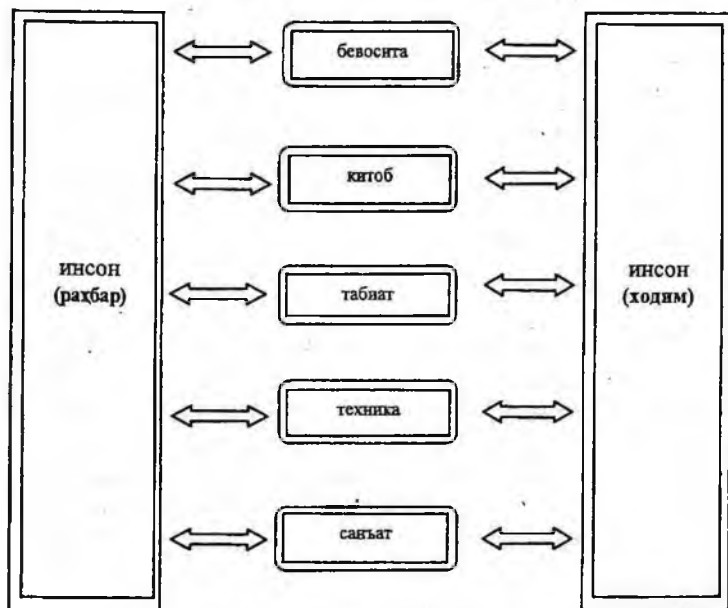 инсон
(раҳбар)
бевосита
китоб
табиат
техника
санъат
инсон
(ходим)